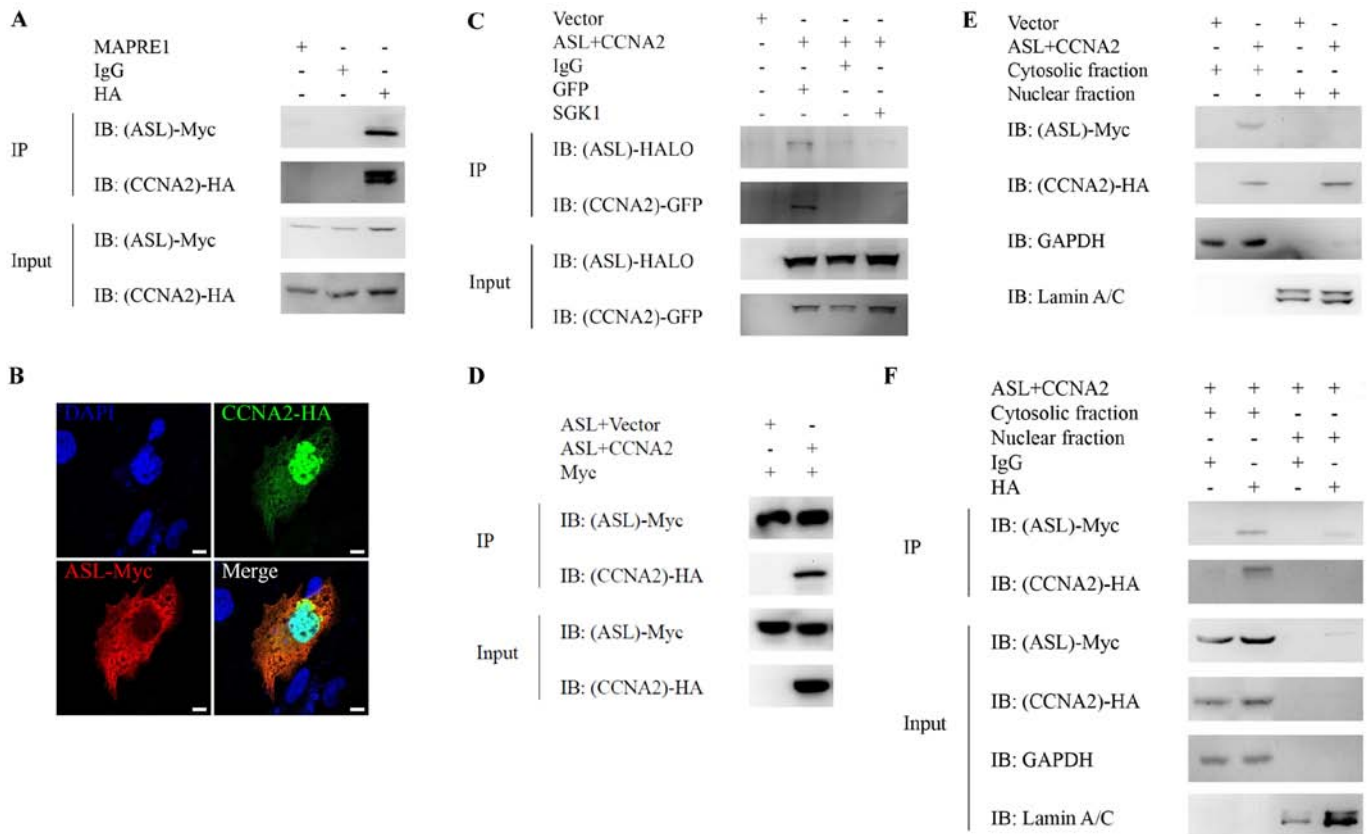 A
MAPRE1 + - -
IgG - + -
HA - - +
IP
IB: (ASL)-Myc
IB: (CCNA2)-HA
Input
IB: (ASL)-Myc
IB: (CCNA2)-HA
B
DAPI
CCNA2-HA
ASL-Myc
Merge
C
Vector + - - -
ASL+CCNA2 - + + +
IgG - - + -
GFP - + - -
SGK1 - - - +
IP
IB: (ASL)-HALO
IB: (CCNA2)-GFP
Input
IB: (ASL)-HALO
IB: (CCNA2)-GFP
D
ASL+Vector + -
ASL+CCNA2 - +
Myc + +
IP
IB: (ASL)-Myc
IB: (CCNA2)-HA
Input
IB: (ASL)-Myc
IB: (CCNA2)-HA
E
Vector + - + -
ASL+CCNA2 - + - +
Cytosolic fraction + + - -
Nuclear fraction - - + +
IB: (ASL)-Myc
IB: (CCNA2)-HA
IB: GAPDH
IB: Lamin A/C
F
ASL+CCNA2 + + + +
Cytosolic fraction + + - -
Nuclear fraction - - + +
IgG + - + -
HA - + - +
IP
IB: (ASL)-Myc
IB: (CCNA2)-HA
Input
IB: (ASL)-Myc
IB: (CCNA2)-HA
IB: GAPDH
IB: Lamin A/C